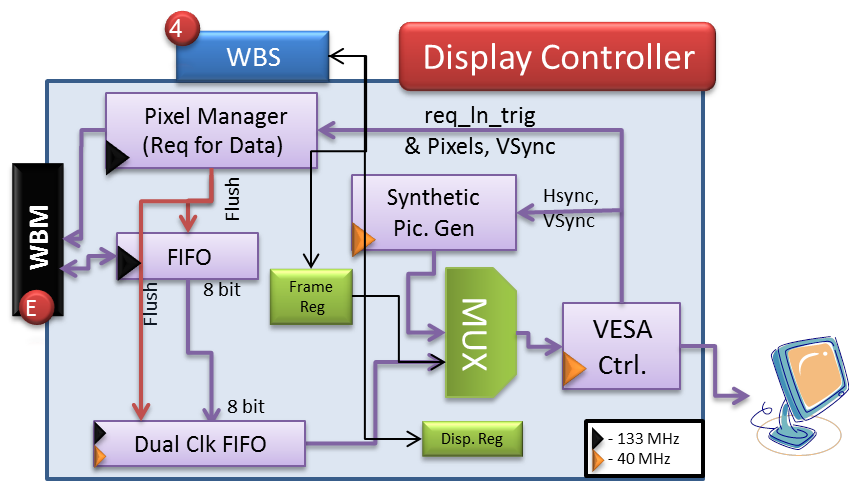 4
WBS
Display Controller
Pixel Manager
(Req for Data)
req_ln_trig
& Pixels, VSync
Flush
Synthetic
Pic. Gen
Hsync,
VSync
WBM
E
FIFO
8 bit
Flush
Frame
Reg
MUX
VESA
Ctrl.
8 bit
Dual Clk FIFO
Disp. Reg
- 133 MHz
- 40 MHz